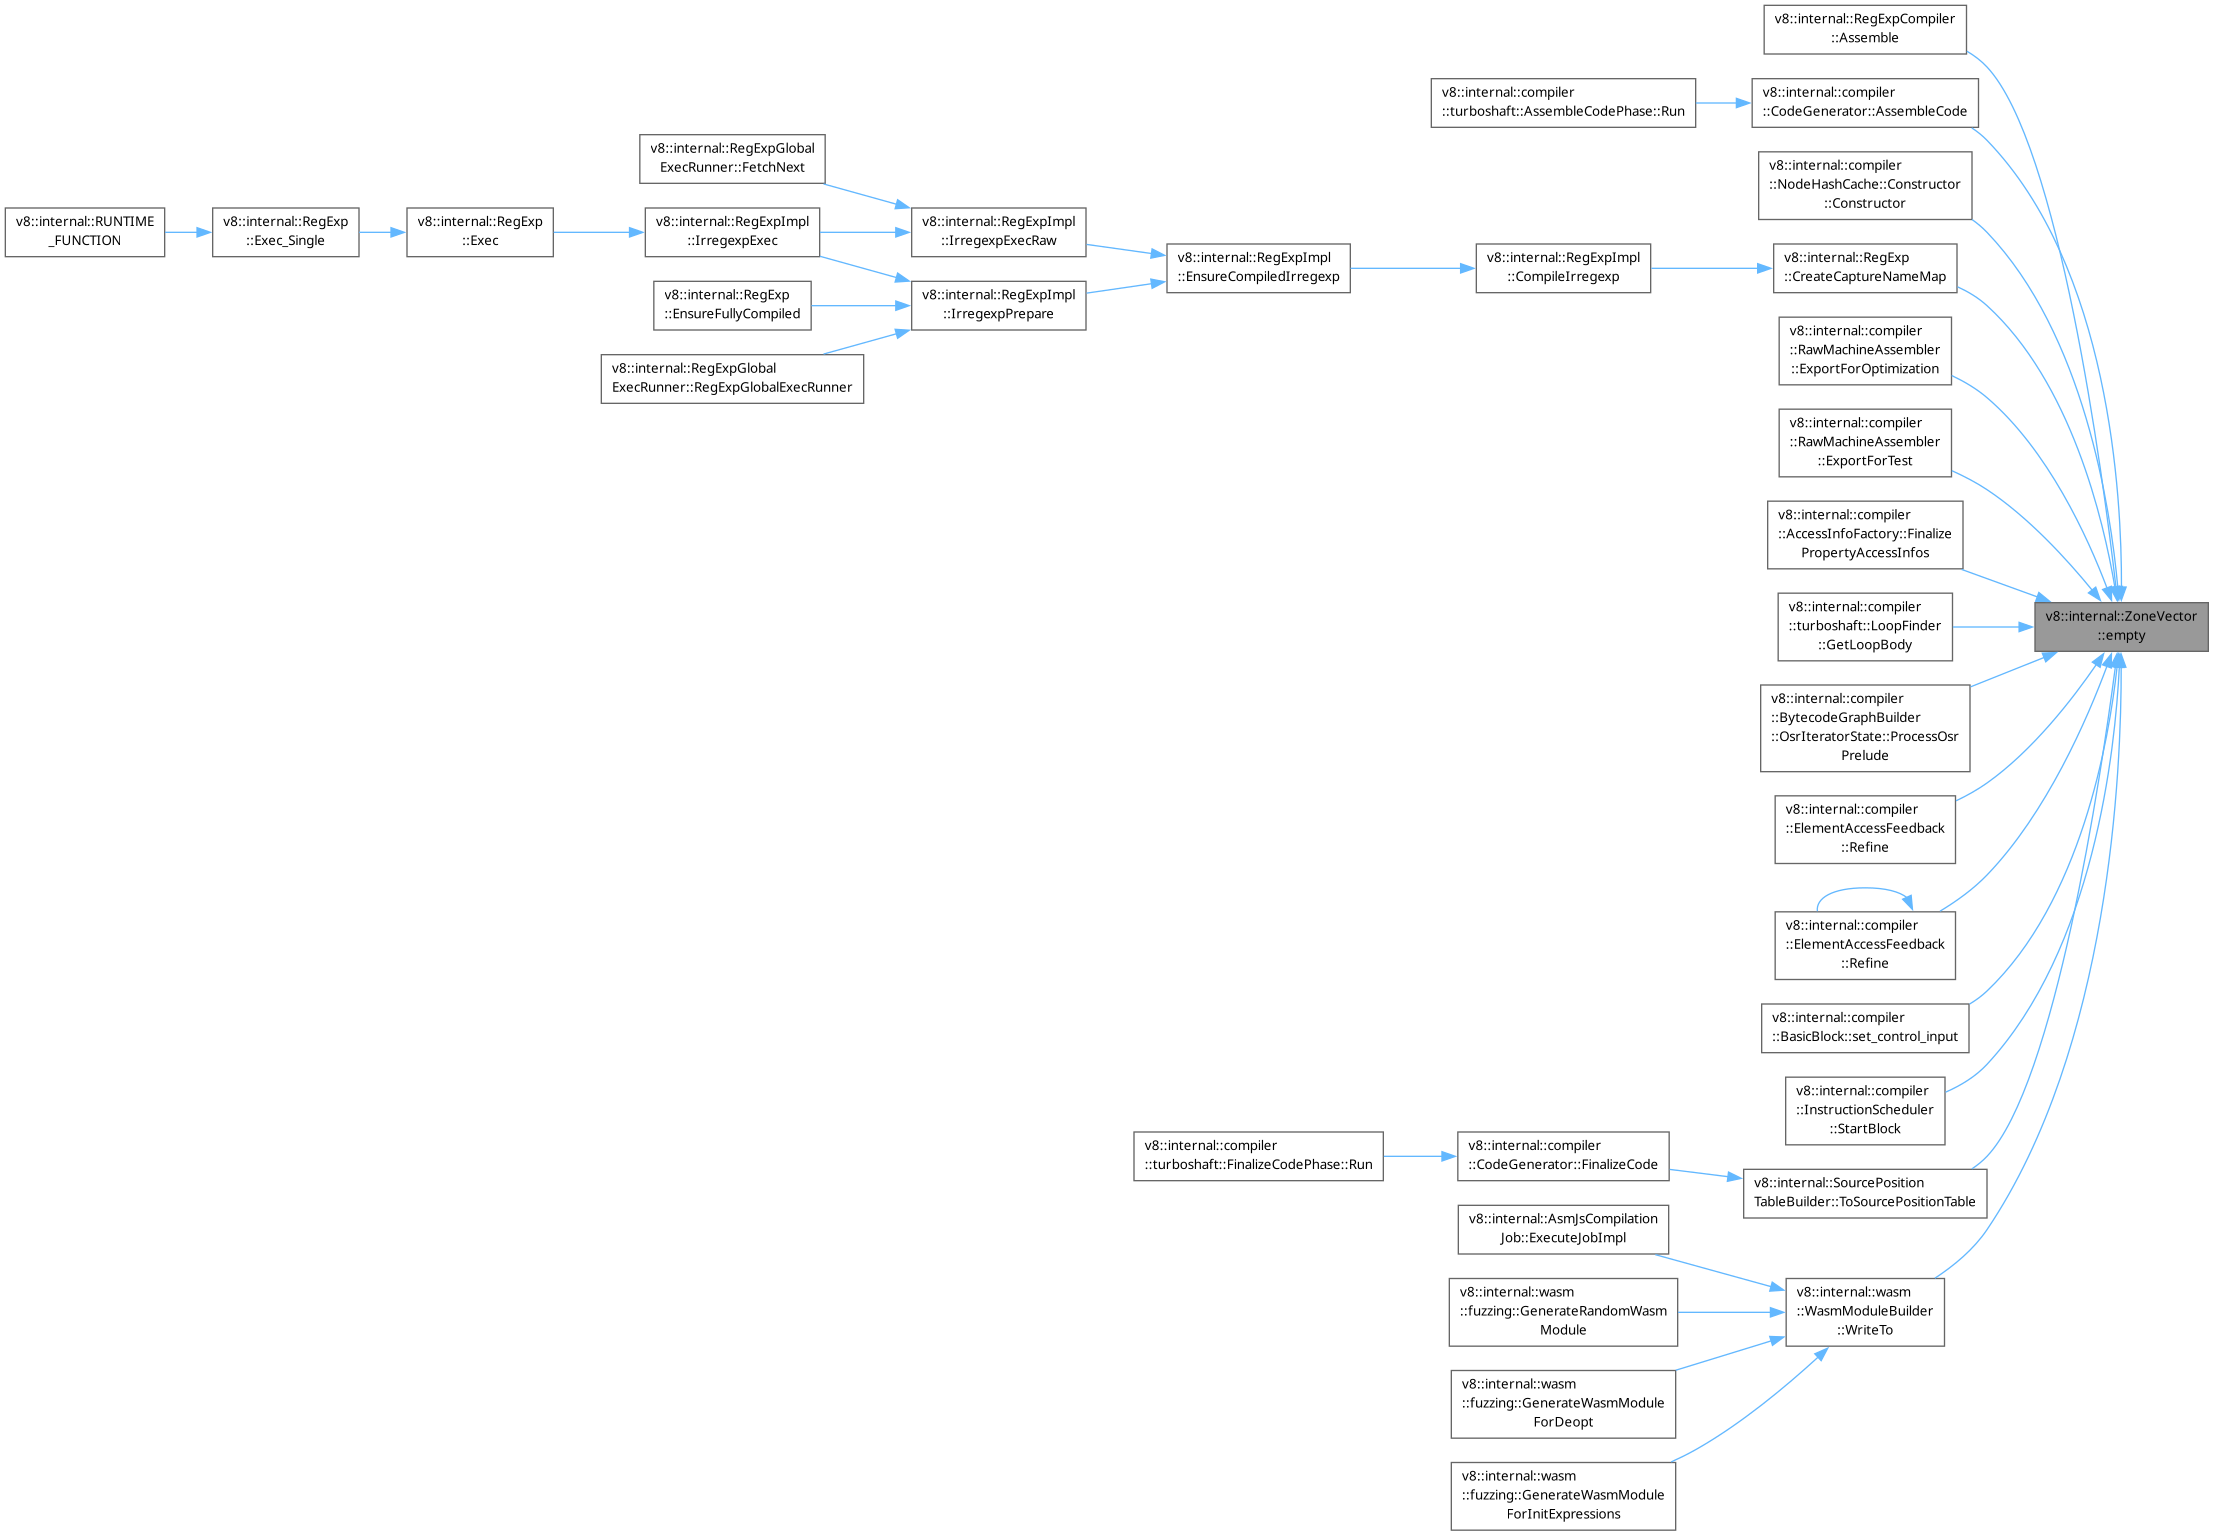 v8::internal::RegExpCompiler
::Assemble
v8::internal::compiler
::turboshaft::AssembleCodePhase::Run
v8::internal::compiler
::CodeGenerator::AssembleCode
v8::internal::RegExpGlobal
ExecRunner::FetchNext
v8::internal::compiler
::NodeHashCache::Constructor
::Constructor
v8::internal::RUNTIME
_FUNCTION
v8::internal::RegExp
::Exec_Single
v8::internal::RegExp
::Exec
v8::internal::RegExpImpl
::IrregexpExec
v8::internal::RegExpImpl
::IrregexpExecRaw
v8::internal::RegExpImpl
::EnsureCompiledIrregexp
v8::internal::RegExpImpl
::CompileIrregexp
v8::internal::RegExp
::CreateCaptureNameMap
v8::internal::RegExp
::EnsureFullyCompiled
v8::internal::RegExpImpl
::IrregexpPrepare
v8::internal::RegExpGlobal
ExecRunner::RegExpGlobalExecRunner
v8::internal::compiler
::RawMachineAssembler
::ExportForOptimization
v8::internal::compiler
::RawMachineAssembler
::ExportForTest
v8::internal::compiler
::AccessInfoFactory::Finalize
PropertyAccessInfos
v8::internal::compiler
::turboshaft::LoopFinder
::GetLoopBody
v8::internal::ZoneVector
::empty
v8::internal::compiler
::BytecodeGraphBuilder
::OsrIteratorState::ProcessOsr
Prelude
v8::internal::compiler
::ElementAccessFeedback
::Refine
v8::internal::compiler
::ElementAccessFeedback
::Refine
v8::internal::compiler
::BasicBlock::set_control_input
v8::internal::compiler
::InstructionScheduler
::StartBlock
v8::internal::compiler
::turboshaft::FinalizeCodePhase::Run
v8::internal::compiler
::CodeGenerator::FinalizeCode
v8::internal::SourcePosition
TableBuilder::ToSourcePositionTable
v8::internal::AsmJsCompilation
Job::ExecuteJobImpl
v8::internal::wasm
::fuzzing::GenerateRandomWasm
Module
v8::internal::wasm
::WasmModuleBuilder
::WriteTo
v8::internal::wasm
::fuzzing::GenerateWasmModule
ForDeopt
v8::internal::wasm
::fuzzing::GenerateWasmModule
ForInitExpressions